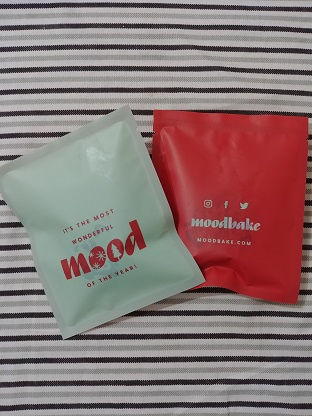 IT'S THE MOST
WONDERFUL
mood
OF THE YEAR!
moodbake
MOODBAKE.COM